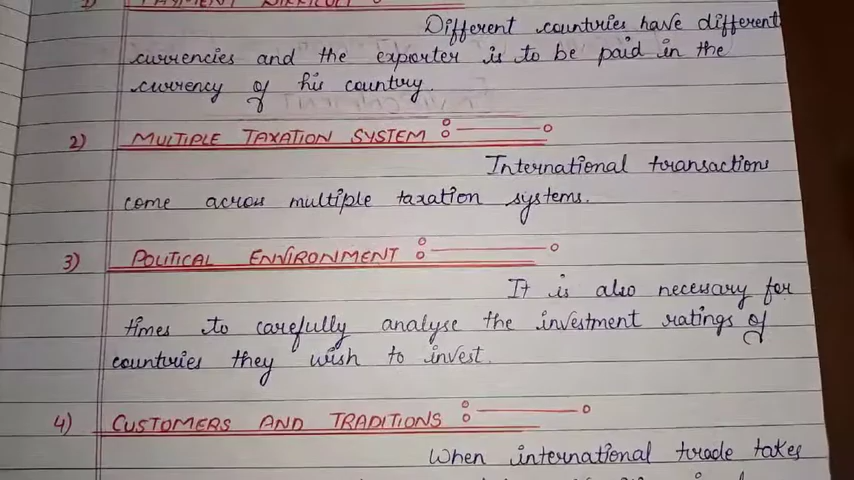 Different countries have different
currencies and the exporter is to be paid in the
currency of his country.
2) MULTIPLE TAXATION SYSTEM
International transactions
come across multiple taxation systems.
3) POLITICAL ENVIRONMENT
It is also necessary for
times to carefully analyse the investment ratings of
countries they wish to invest.
4) CUSTOMERS AND TRADITIONS
When international trade takes